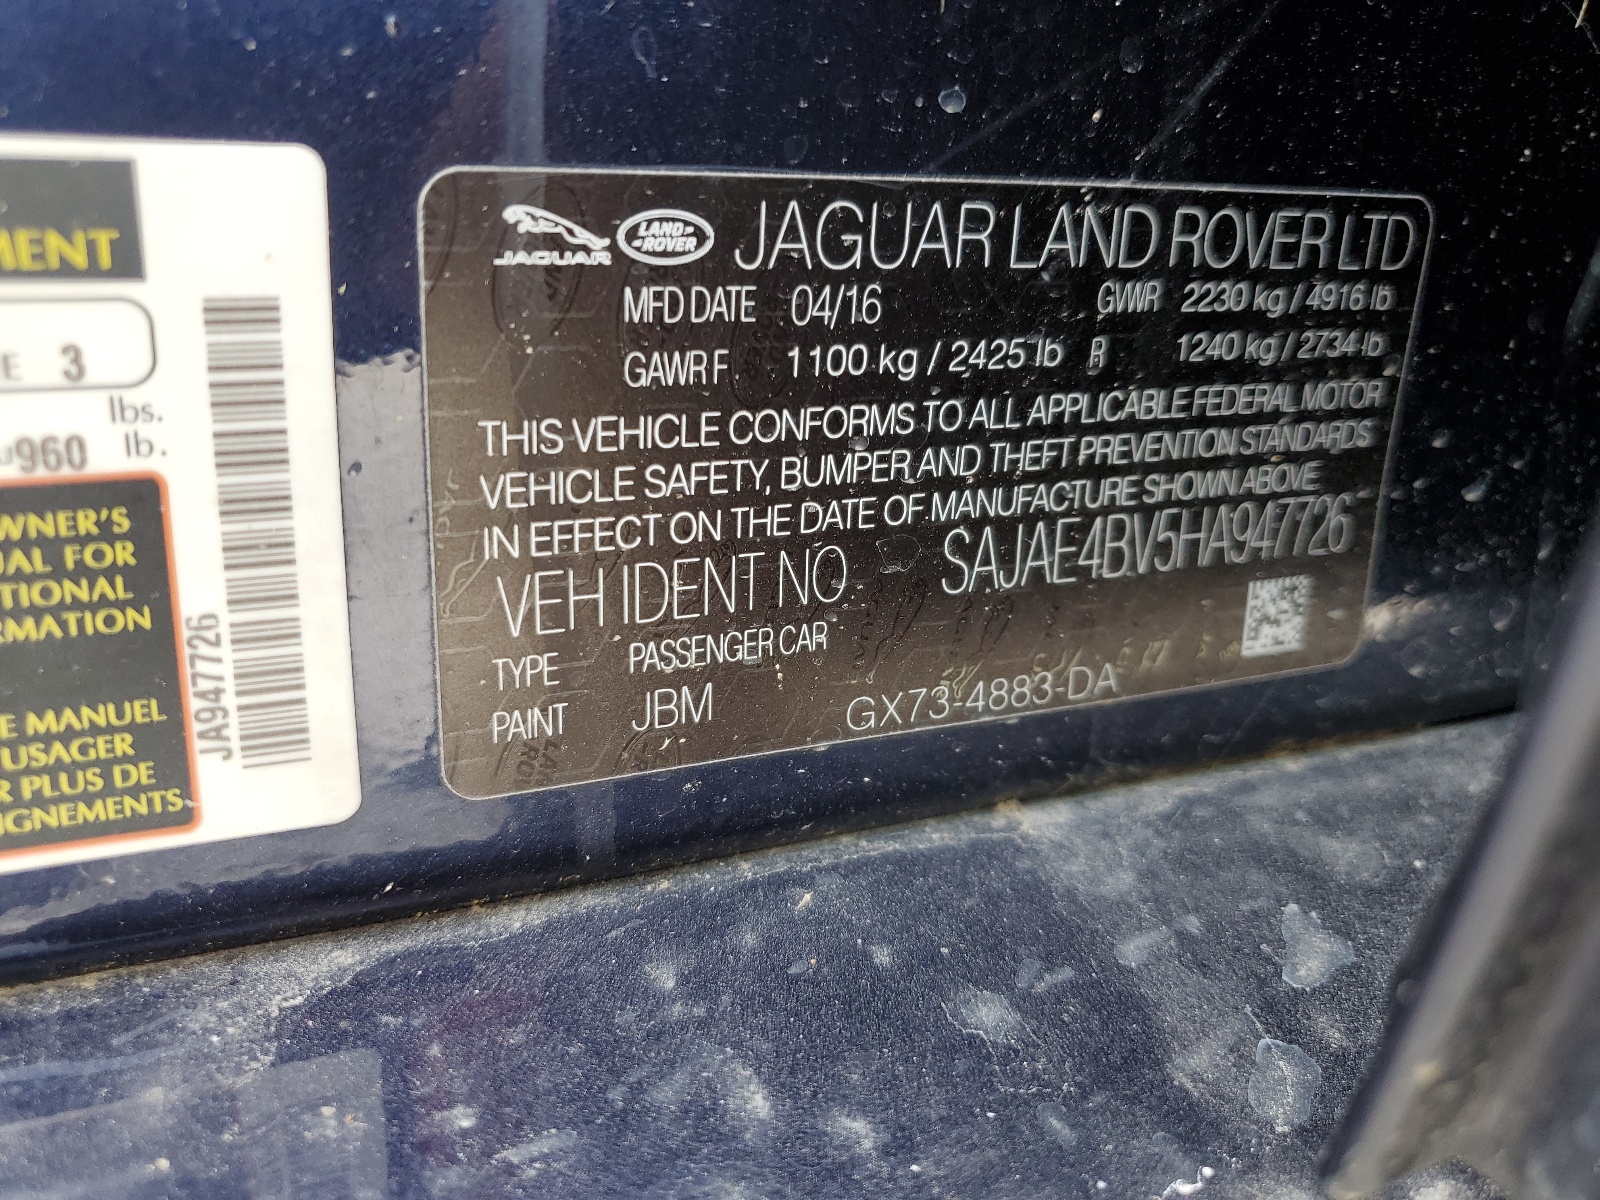 MENT
E 3
lbs.
960 lb.
WNER'S
UAL FOR
TIONAL
RMATION
E MANUEL
USAGER
R PLUS DE
IGNEMENTS
JA947726
JAGUAR LAND ROVER JAGUAR LAND ROVER LTD
MFD DATE 04/16 GVWR 2230 kg / 4916 lb
GAWR F 1100 kg / 2425 lb R 1240 kg / 2734 lb
THIS VEHICLE CONFORMS TO ALL APPLICABLE FEDERAL MOTOR
VEHICLE SAFETY, BUMPER AND THEFT PREVENTION STANDARDS
IN EFFECT ON THE DATE OF MANUFACTURE SHOWN ABOVE
VEH IDENT NO SAJAE4BV5HA947726
TYPE PASSENGER CAR
PAINT JBM GX73-4883-DA